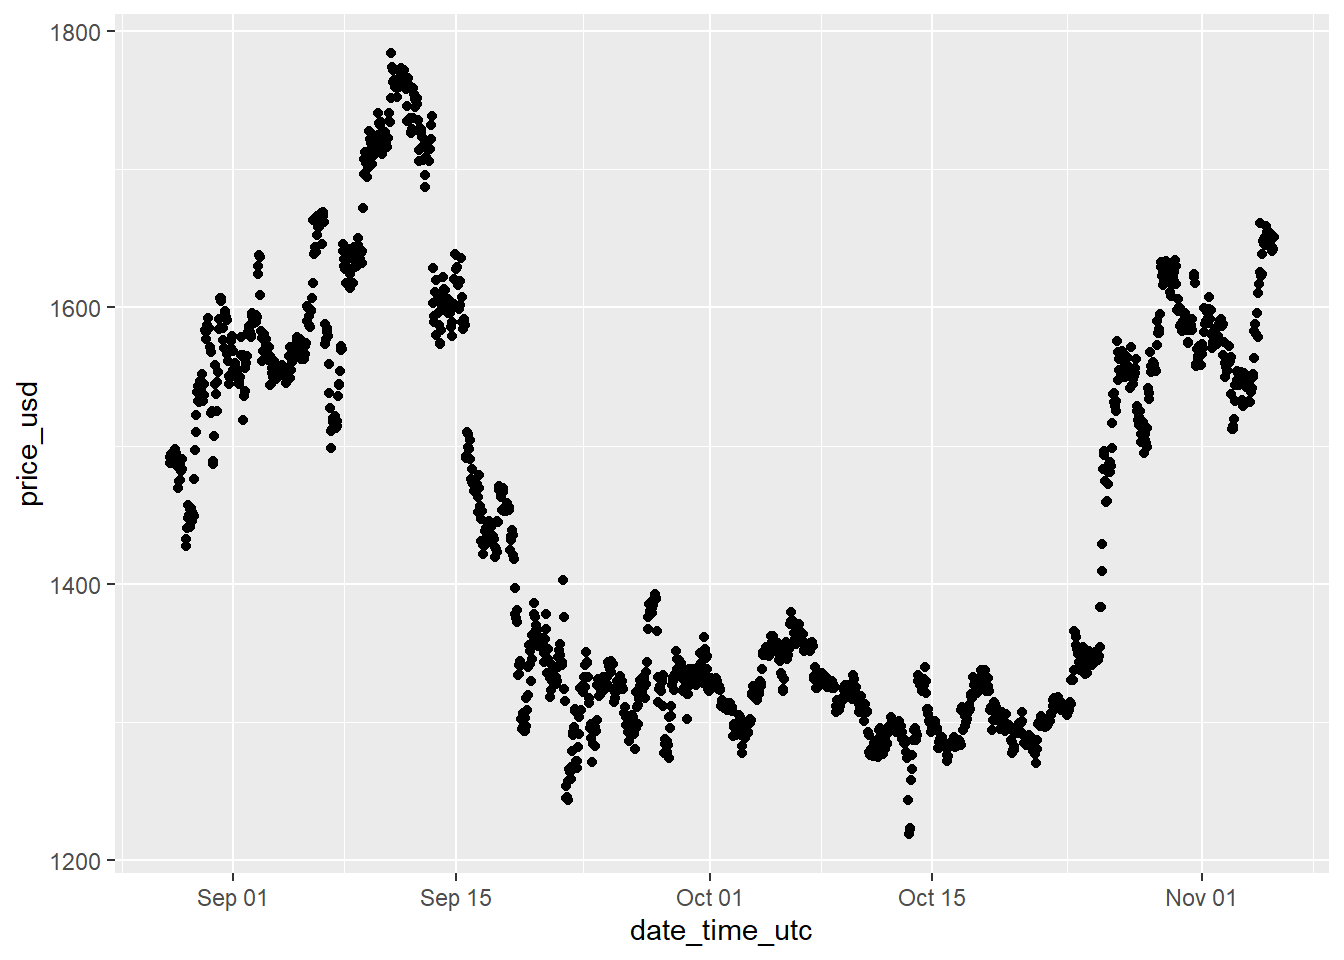 1800
1600
1400
1200
price_usd
Sep 01
Sep 15
Oct 01
Oct 15
Nov 01
date_time_utc